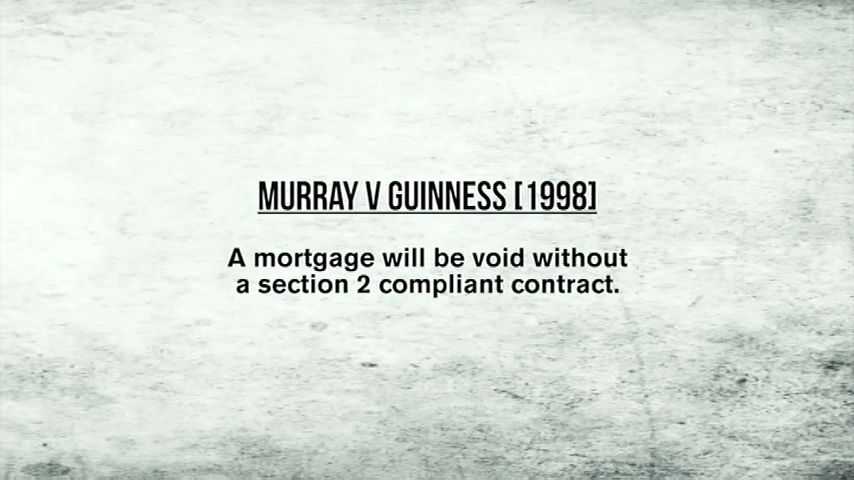 MURRAY V GUINNESS [1998]
A mortgage will be void without
a section 2 compliant contract.